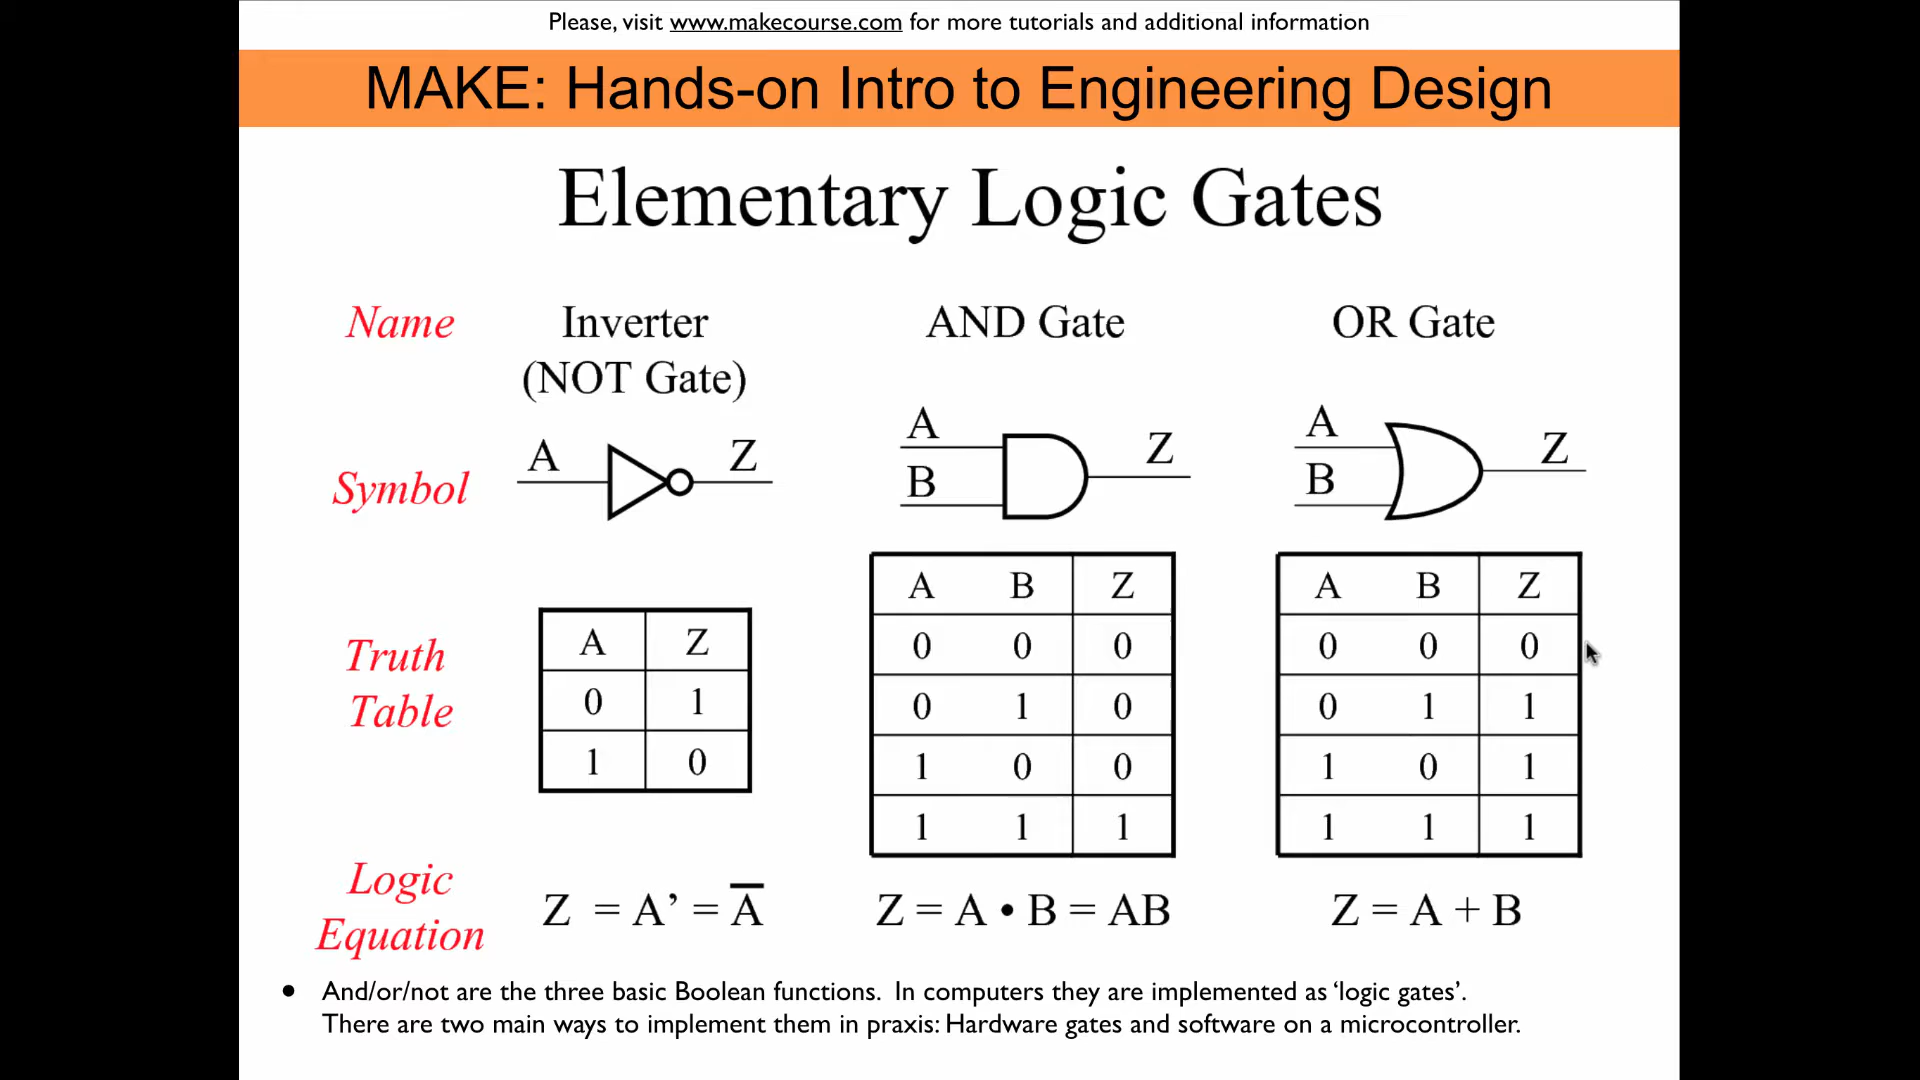 Please, visit www.makecourse.com for more tutorials and additional information
MAKE: Hands-on Intro to Engineering Design
Elementary Logic Gates
Name
Inverter
(NOT Gate)
AND Gate
OR Gate
Symbol
A Z
A
B
Z
A
B
Z
Truth
Table
A Z
0 1
1 0
A B Z
0 0 0
0 1 0
1 0 0
1 1 1
A B Z
0 0 0
0 1 1
1 0 1
1 1 1
Logic
Equation
Z = A’ = A̅
Z = A • B = AB
Z = A + B
• And/or/not are the three basic Boolean functions. In computers they are implemented as ‘logic gates’.
There are two main ways to implement them in praxis: Hardware gates and software on a microcontroller.